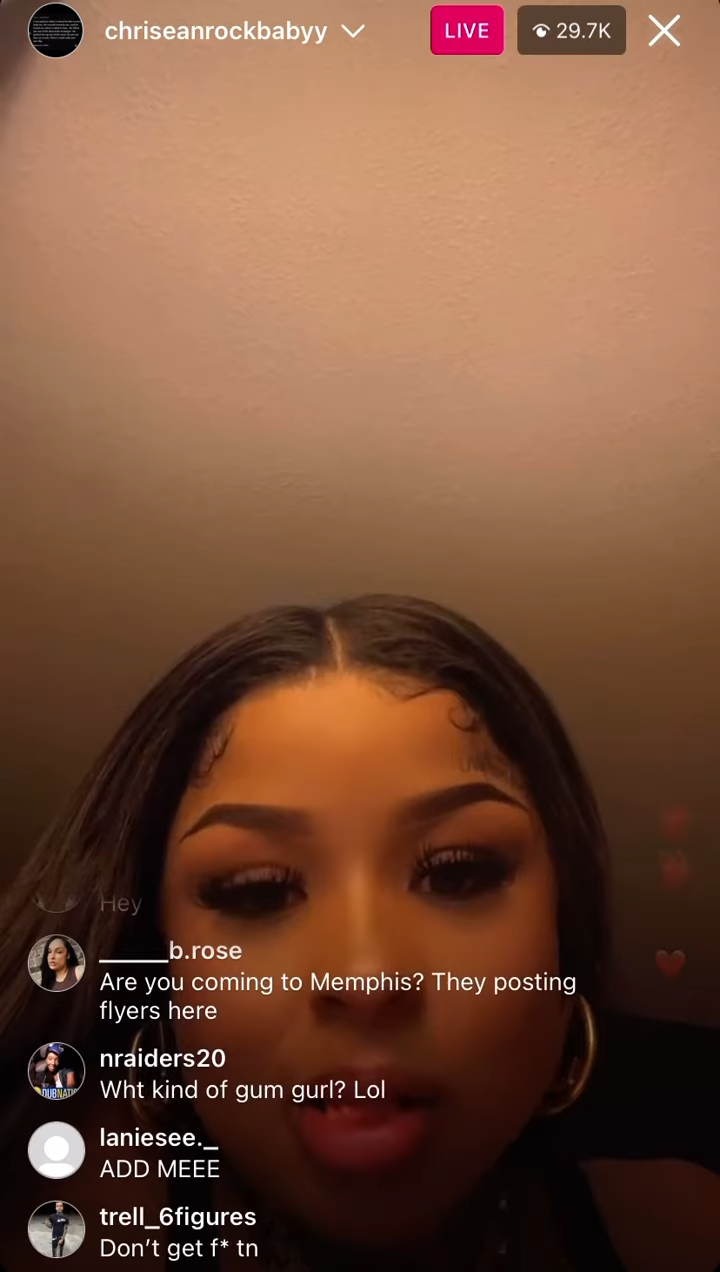 chriseanrockbabyy
LIVE
29.7K
Hey
_____b.rose
Are you coming to Memphis? They posting
flyers here
nraiders20
Wht kind of gum gurl? Lol
laniesee._
ADD MEEE
trell_6figures
Don’t get f* tn